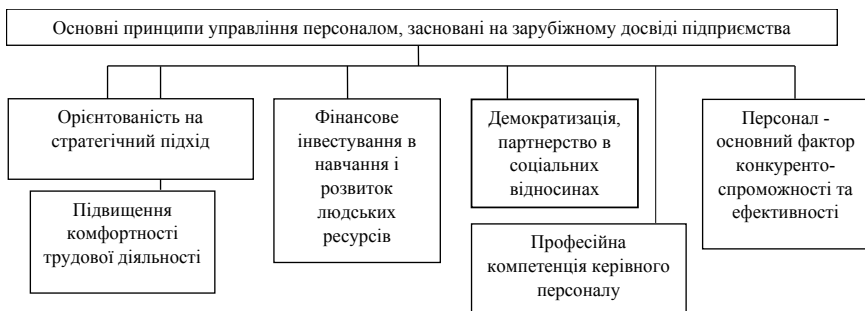 Основні принципи управління персоналом, засновані на зарубіжному досвіді підприємства
Орієнтованість на
стратегічний підхід
Підвищення
комфортності
трудової діяльності
Фінансове
інвестування в
навчання і
розвиток
людських
ресурсів
Демократизація,
партнерство в
соціальних
відносинах
Професійна
компетенція керівного
персоналу
Персонал -
основний фактор
конкуренто-
спроможності та
ефективності